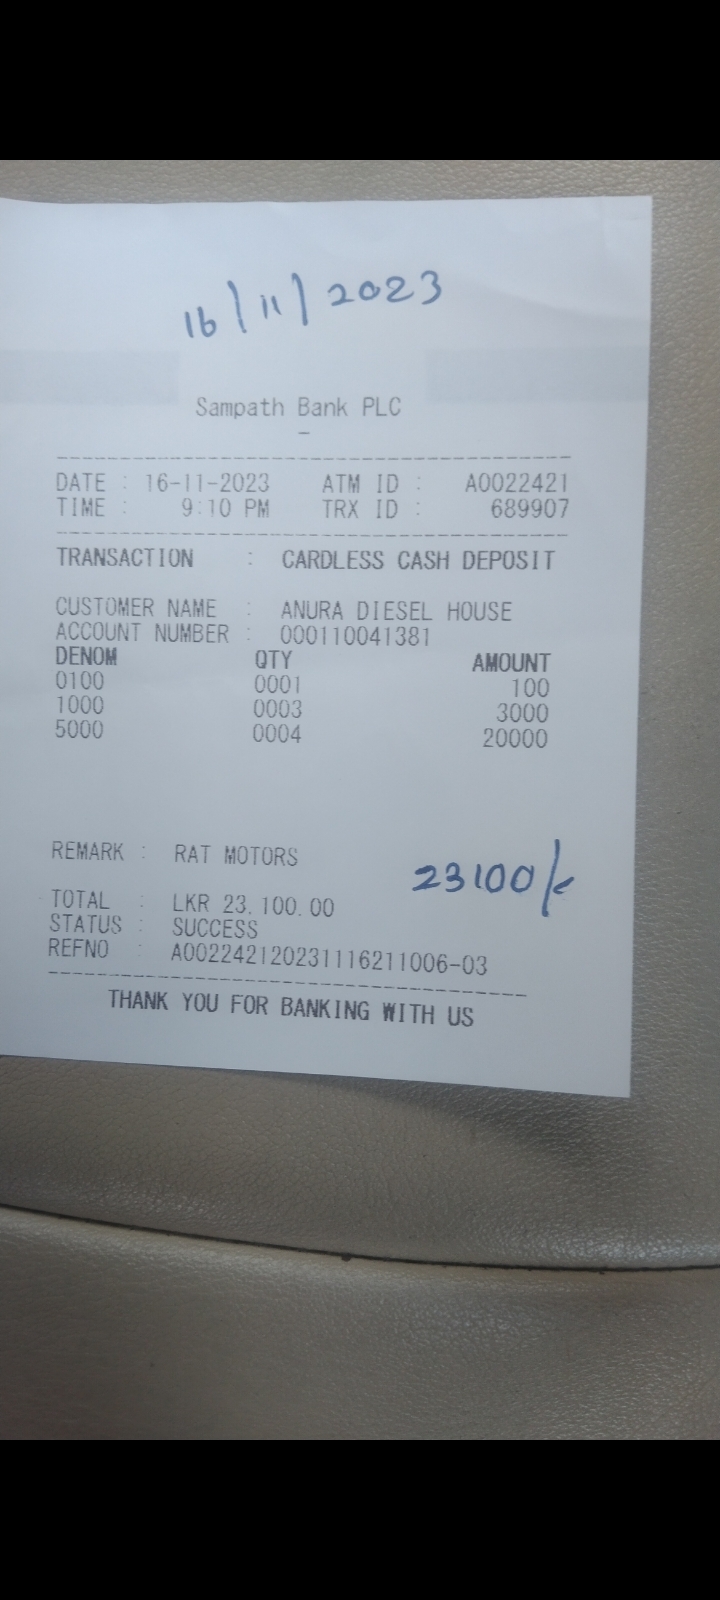 16/11/2023
Sampath Bank PLC
-
DATE : 16-11-2023 ATM ID : A0022421
TIME : 9:10 PM TRX ID : 689907
TRANSACTION : CARDLESS CASH DEPOSIT
CUSTOMER NAME : ANURA DIESEL HOUSE
ACCOUNT NUMBER : 000110041381
DENOM QTY AMOUNT
0100 0001 100
1000 0003 3000
5000 0004 20000
REMARK : RAT MOTORS
23100/-
TOTAL : LKR 23,100.00
STATUS : SUCCESS
REFNO : A002242120231116211006-03
THANK YOU FOR BANKING WITH US